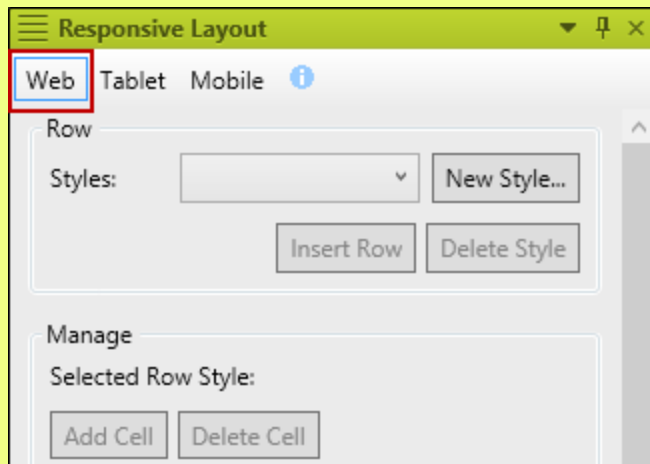 Responsive Layout
Web Tablet Mobile
Row
Styles: New Style...
Insert Row Delete Style
Manage
Selected Row Style:
Add Cell Delete Cell